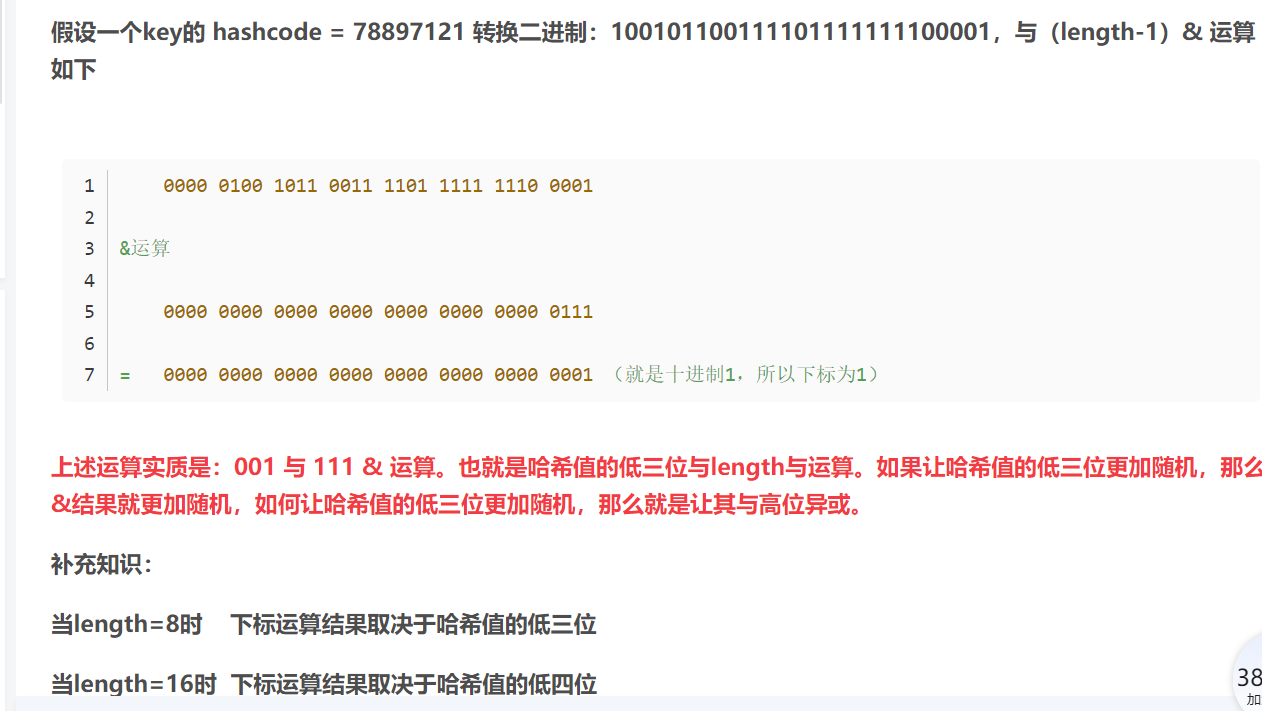 假设一个key的 hashcode = 78897121 转换二进制：100101100111101111111100001，与（length-1）& 运算
如下
1 0000 0100 1011 0011 1101 1111 1110 0001
2
3 &运算
4
5 0000 0000 0000 0000 0000 0000 0000 0111
6
7 = 0000 0000 0000 0000 0000 0000 0000 0001 （就是十进制1，所以下标为1）
上述运算实质是：001 与 111 & 运算。也就是哈希值的低三位与length与运算。如果让哈希值的低三位更加随机，那么
&结果就更加随机，如何让哈希值的低三位更加随机，那么就是让其与高位异或。
补充知识：
当length=8时 下标运算结果取决于哈希值的低三位
当length=16时 下标运算结果取决于哈希值的低四位
38
加